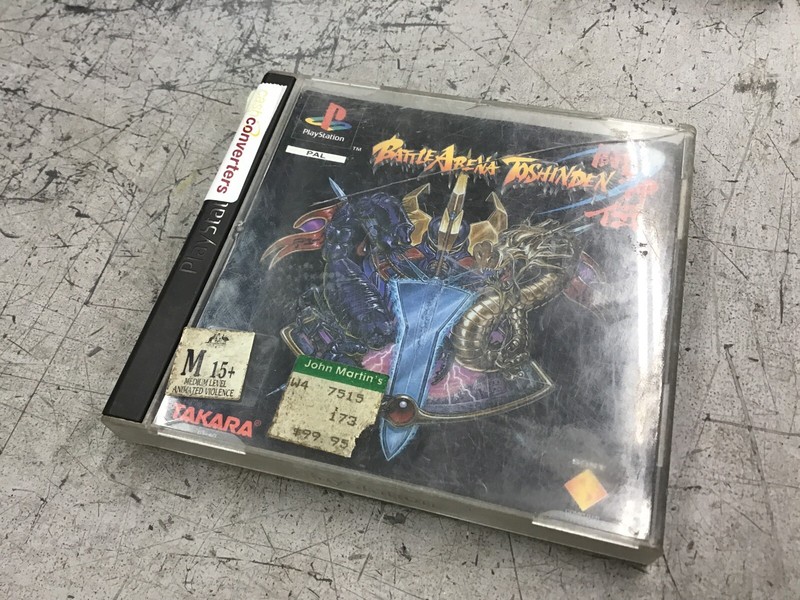 PlayStation
PAL
TM
BATTLE ARENA TOSHINDEN
converters
PlayStation
M 15+
MEDIUM LEVEL
ANIMATED VIOLENCE
TAKARA
John Martin's
W4 7515
173
$99.95